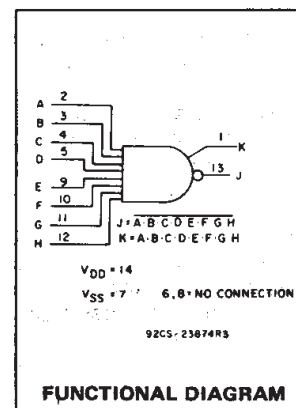 A 2
B 3
C 4
D 5
E 9
F 10
G 11
H 12
1 K
13 J
J=A·B·C·D·E·F·G·H
K=A·B·C·D·E·F·G·H
VDD = 14
VSS = 7 6,8=NO CONNECTION
92CS-23874R3
FUNCTIONAL DIAGRAM